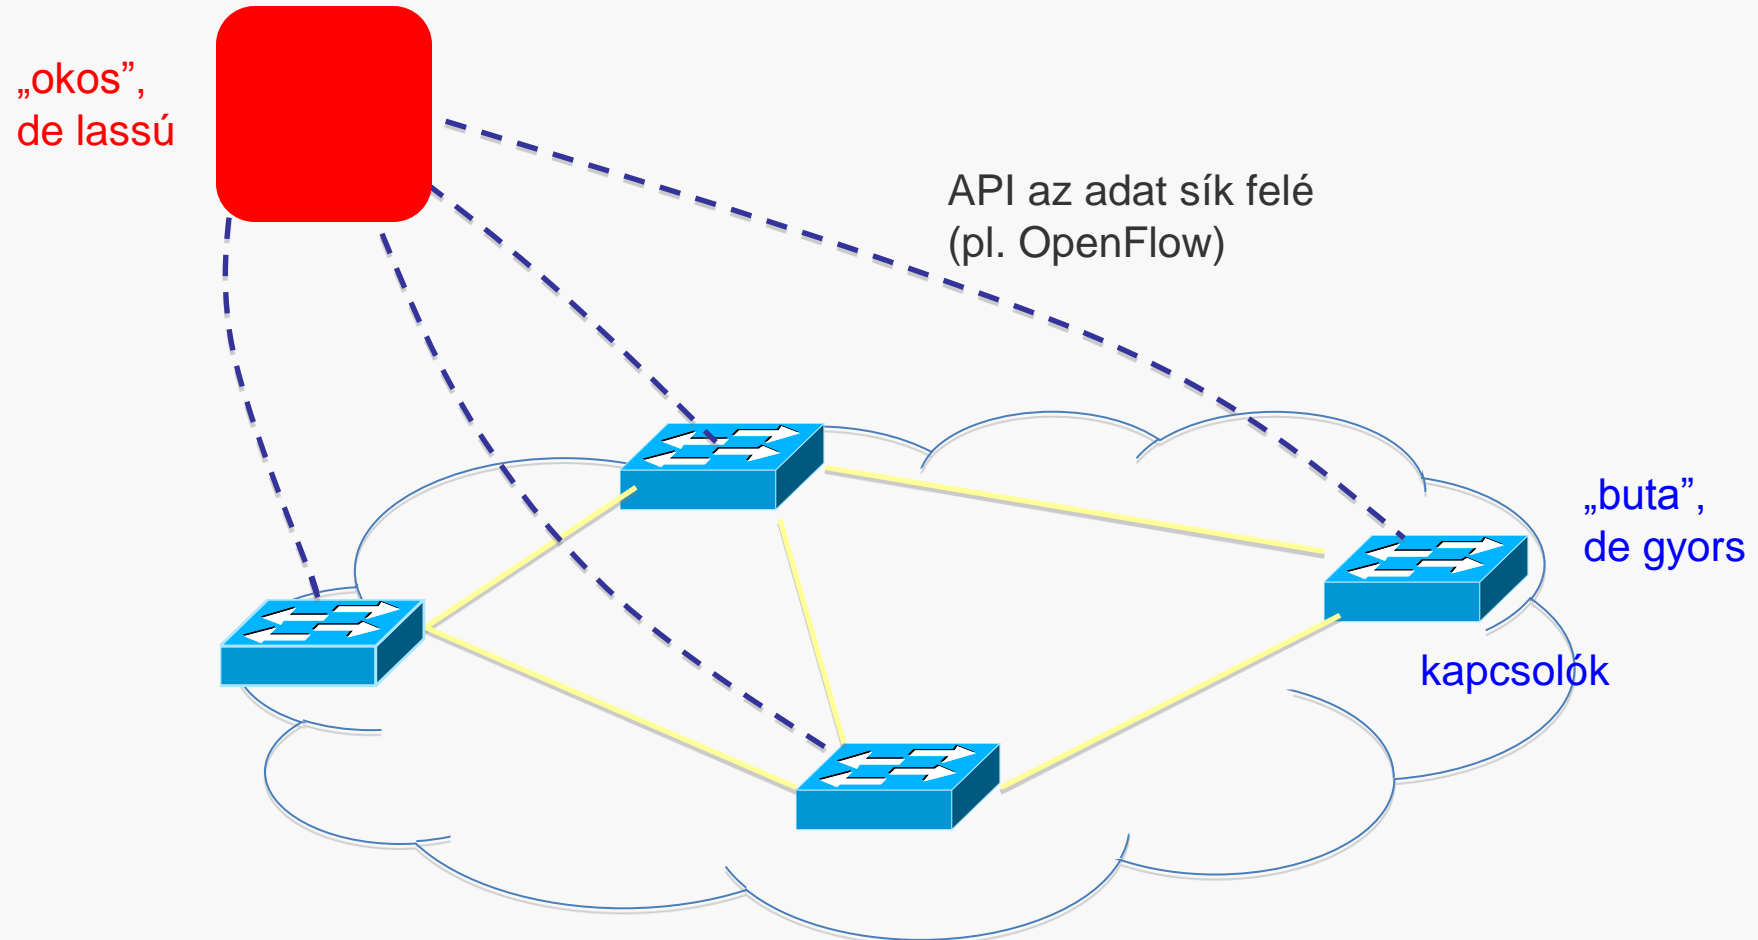 „okos”,
de lassú
API az adat sík felé
(pl. OpenFlow)
„buta”,
de gyors
kapcsolók